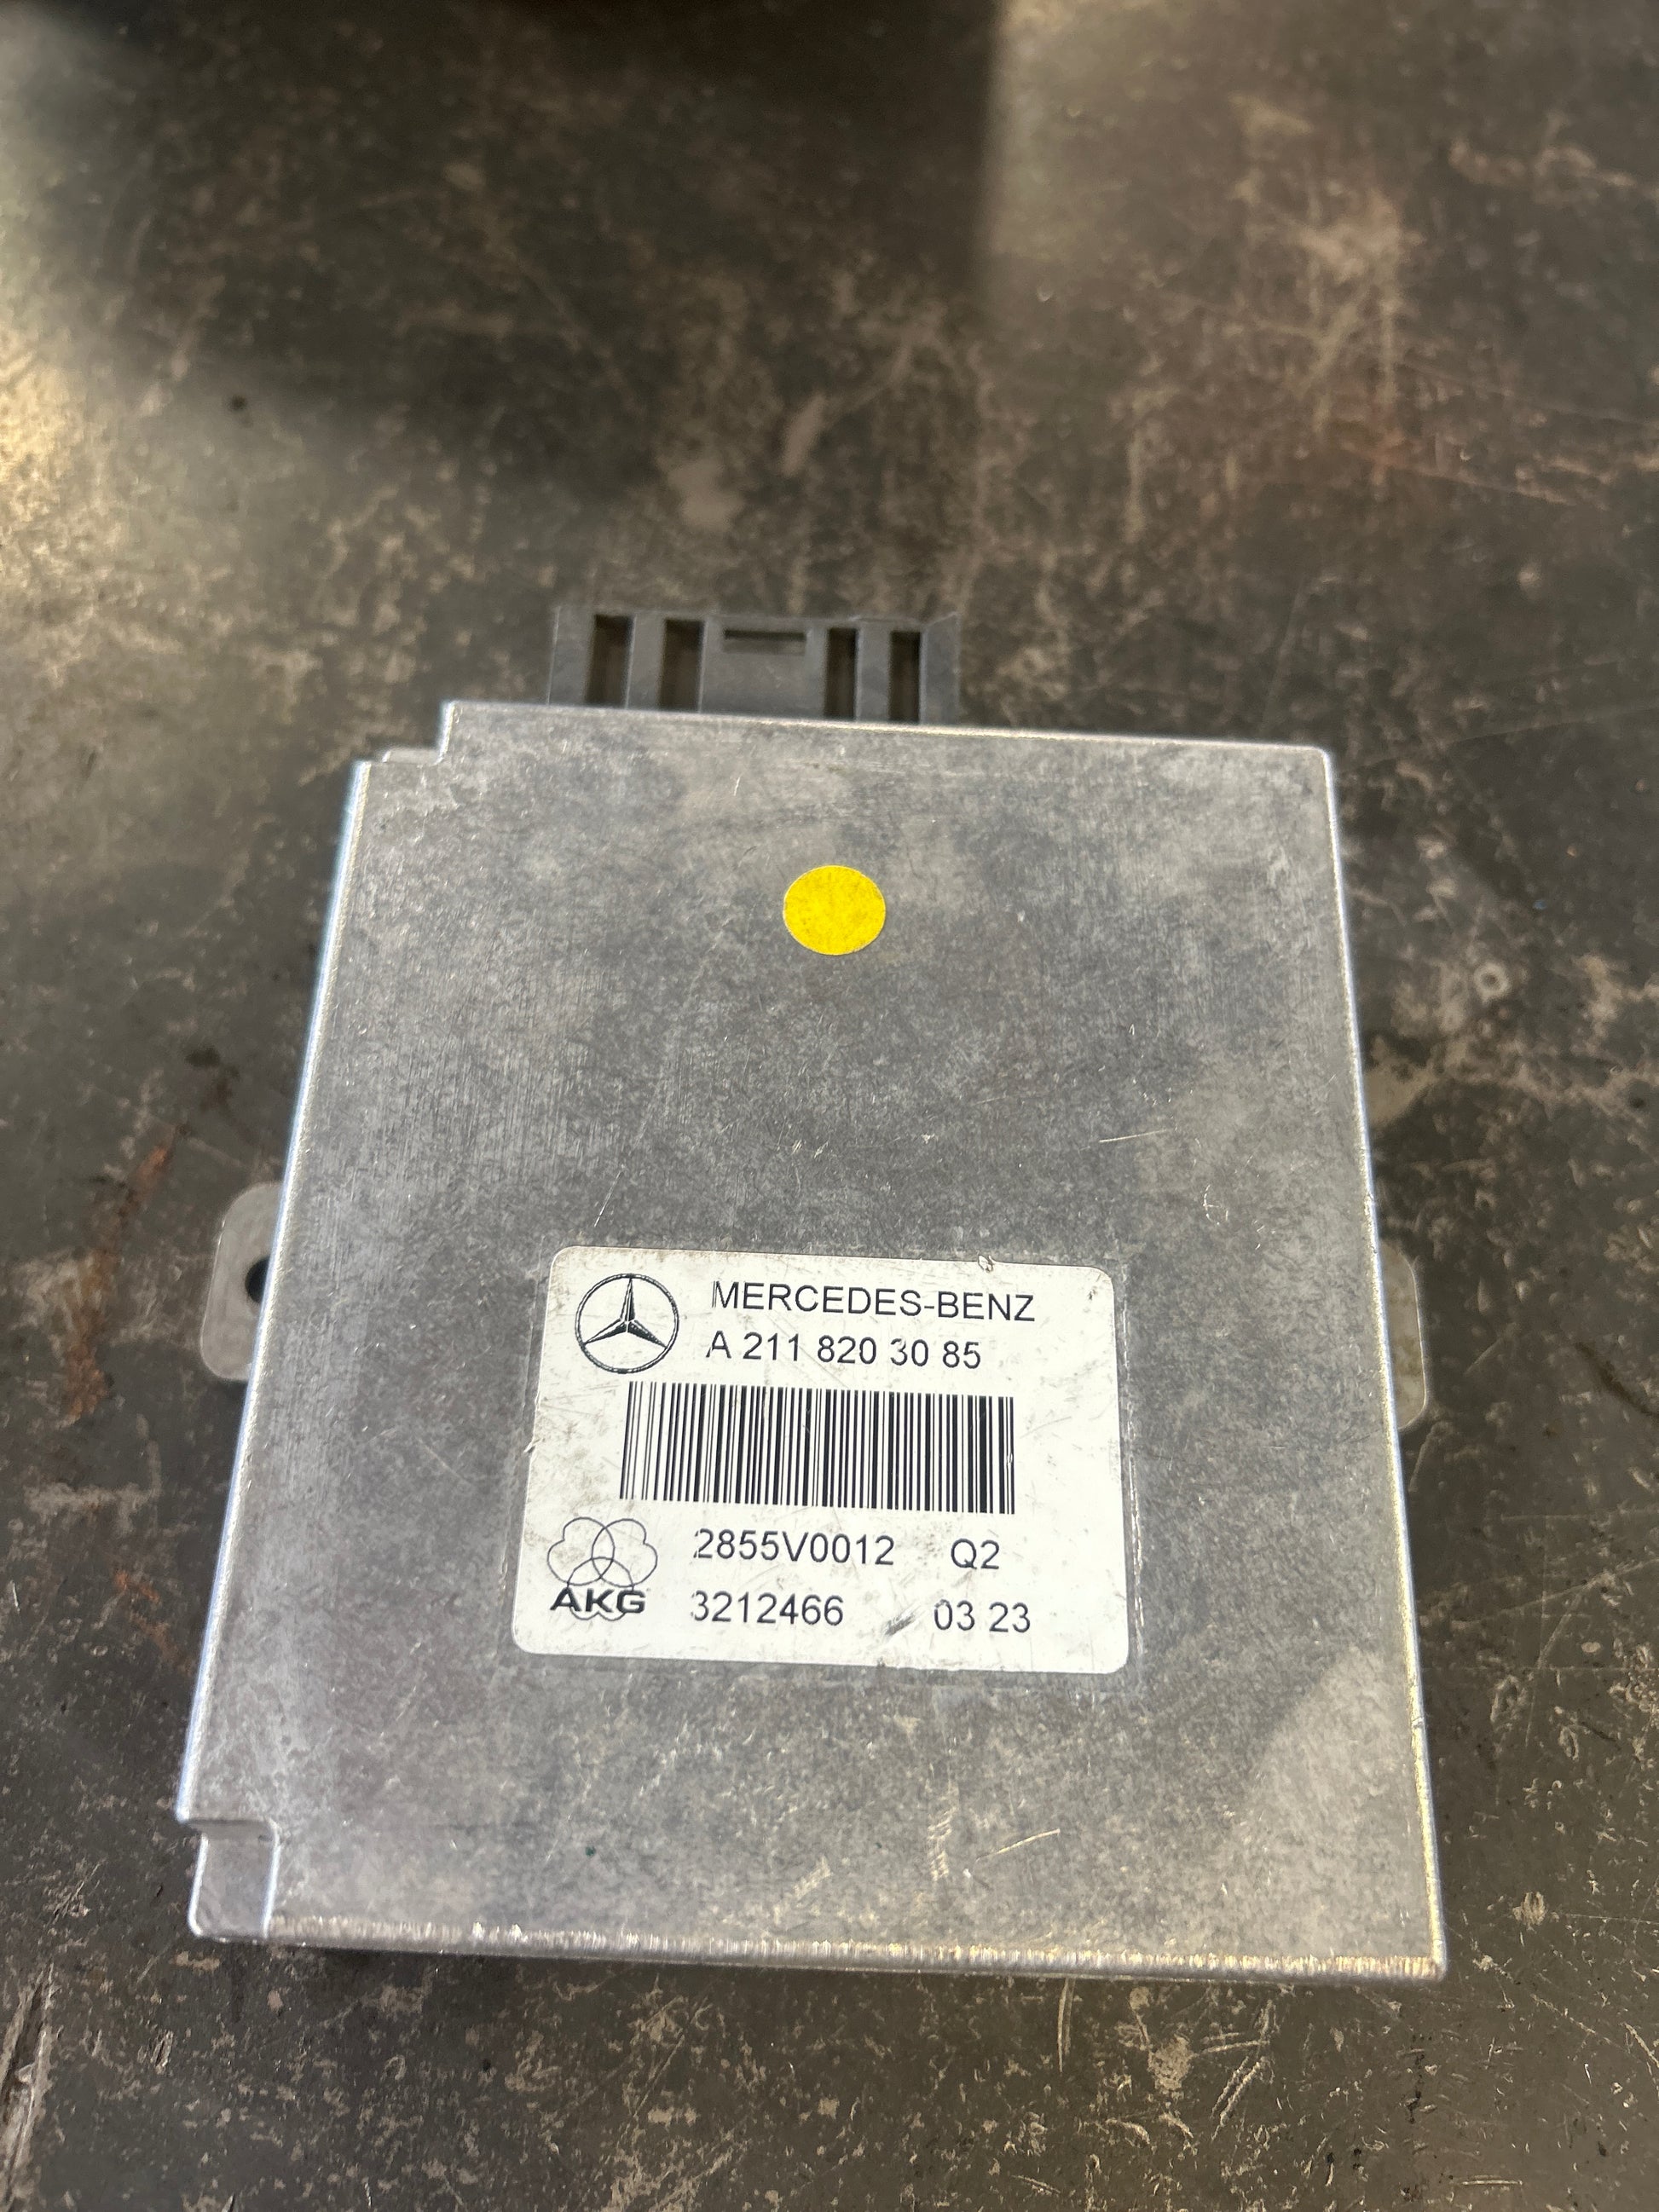 MERCEDES-BENZ
A 211 820 30 85
2855V0012 Q2
AKG 3212466 03 23